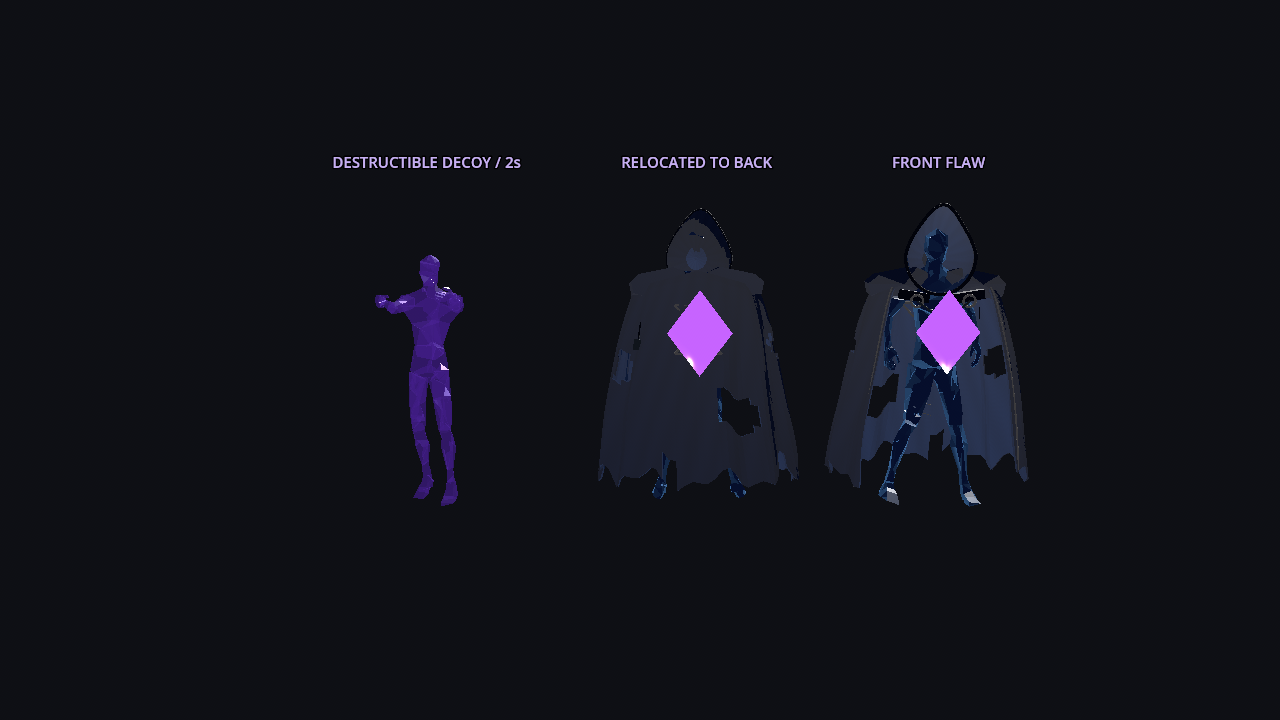 DESTRUCTIBLE DECOY / 2s
RELOCATED TO BACK
FRONT FLAW